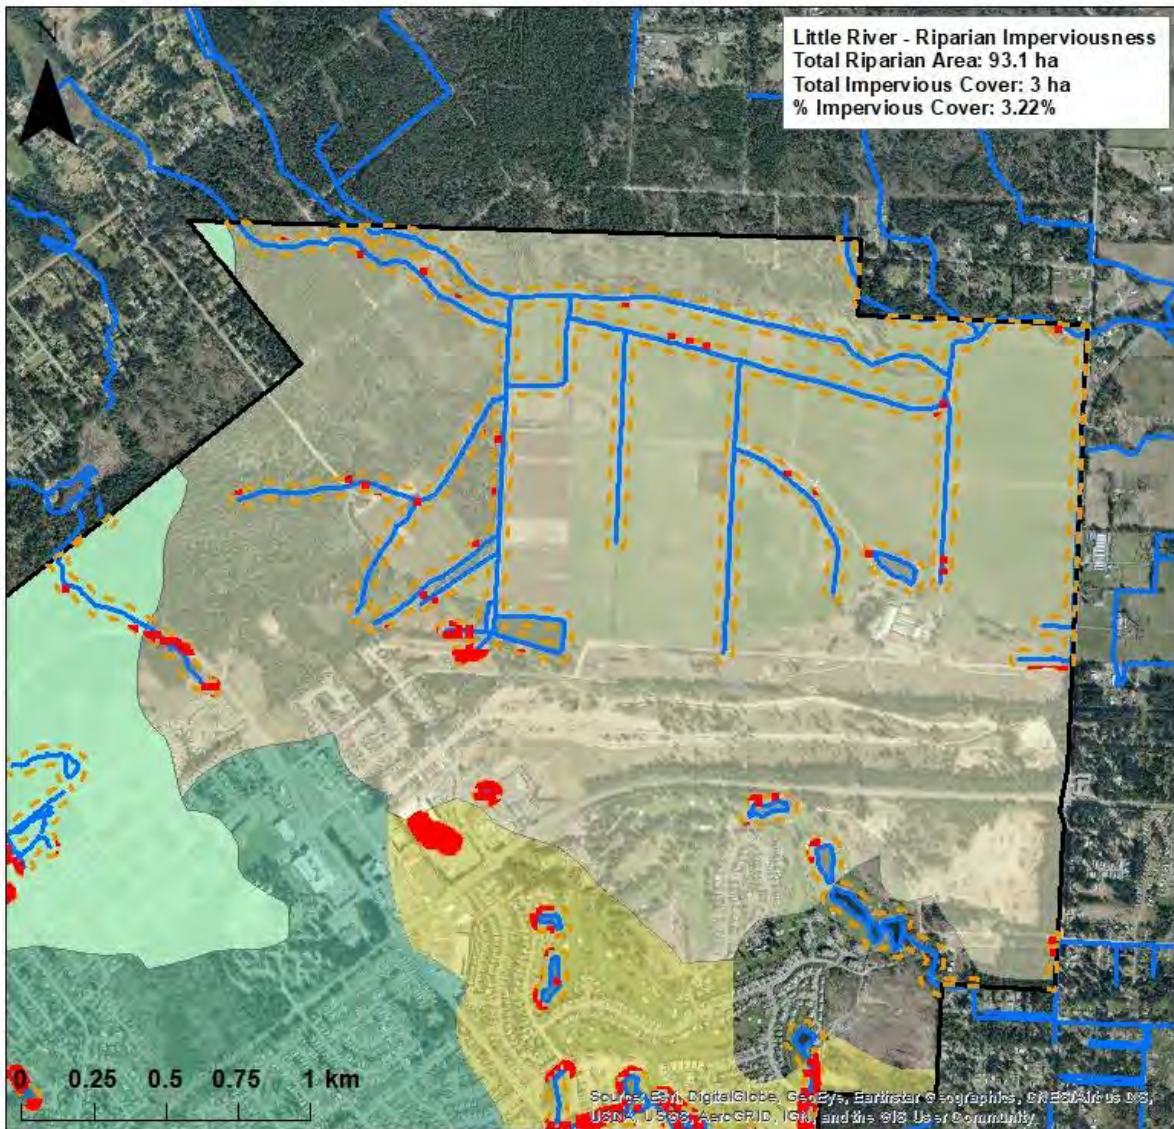 Little River - Riparian Imperviousness
Total Riparian Area: 93.1 ha
Total Impervious Cover: 3 ha
% Impervious Cover: 3.22%
0 0.25 0.5 0.75 1 km
Source: Esri, DigitalGlobe, GeoEye, Earthstar Geographics, CNES/Airbus DS,
USDA, USGS, AeroGRID, IGN, and the GIS User Community